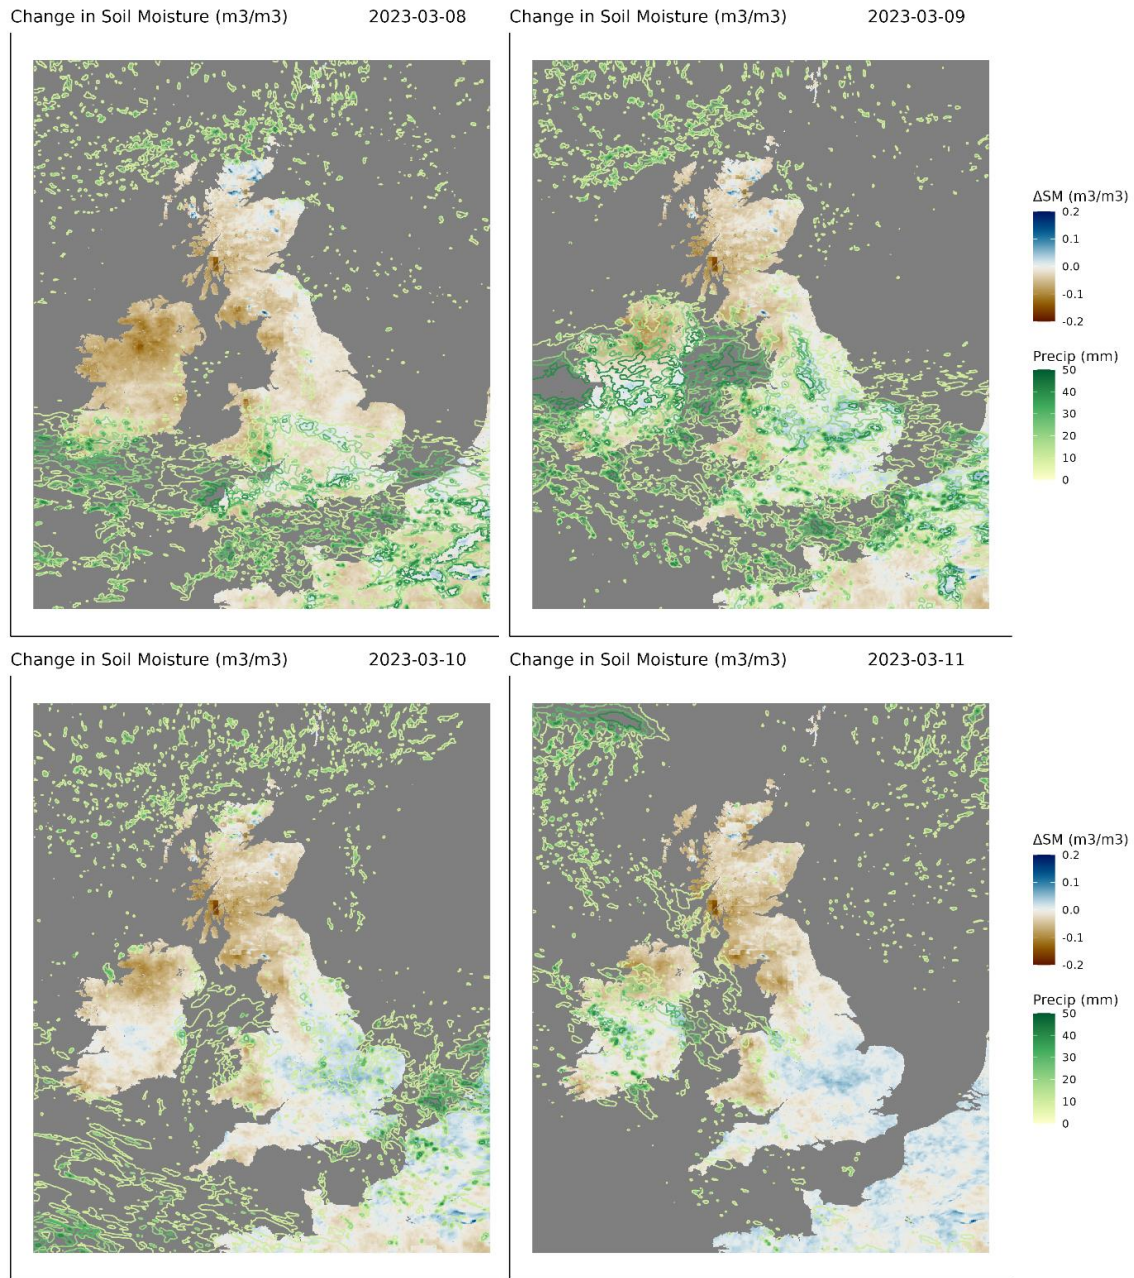 Change in Soil Moisture (m3/m3) 2023-03-08
Change in Soil Moisture (m3/m3) 2023-03-09
ΔSM (m3/m3)
0.2
0.1
0.0
-0.1
-0.2
Precip (mm)
50
40
30
20
10
0
Change in Soil Moisture (m3/m3) 2023-03-10
Change in Soil Moisture (m3/m3) 2023-03-11
ΔSM (m3/m3)
0.2
0.1
0.0
-0.1
-0.2
Precip (mm)
50
40
30
20
10
0